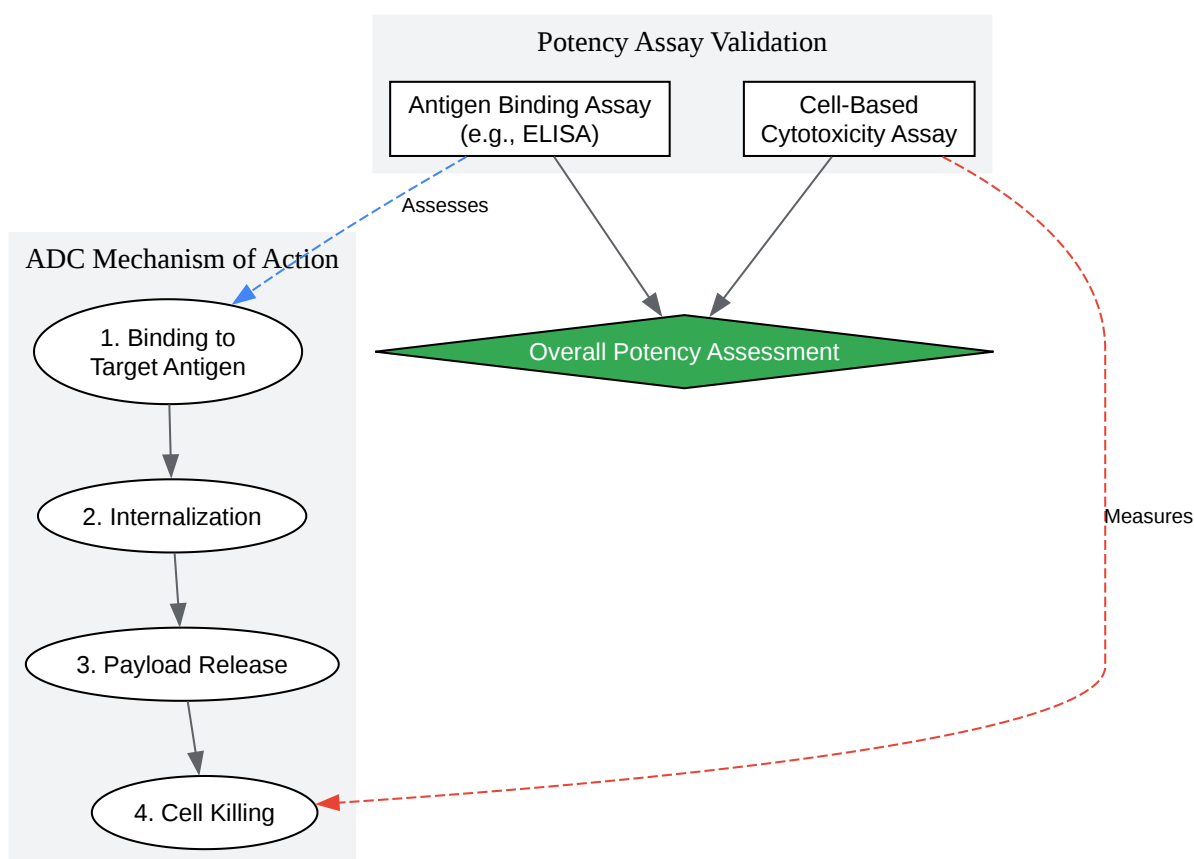 Potency Assay Validation
Antigen Binding Assay
(e.g., ELISA)
Cell-Based
Cytotoxicity Assay
Assesses
ADC Mechanism of Action
1. Binding to
Target Antigen
Overall Potency Assessment
2. Internalization
Measures
3. Payload Release
4. Cell Killing